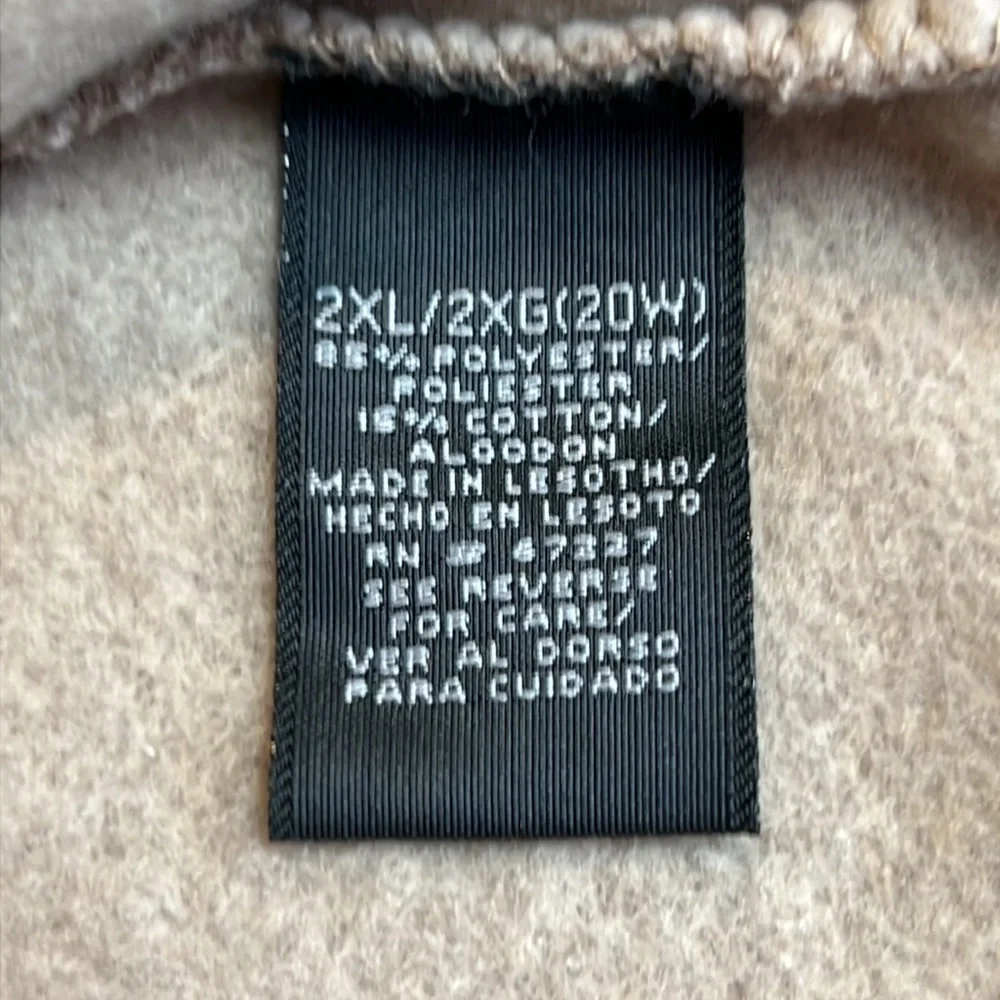 2XL/2XG(20W)
85% POLYESTER/
POLIESTER
15% COTTON/
ALGODON
MADE IN LESOTHO/
HECHO EN LESOTO
RN #
SEE REVERSE
FOR CARE/
VER AL DORSO
PARA CUIDADO